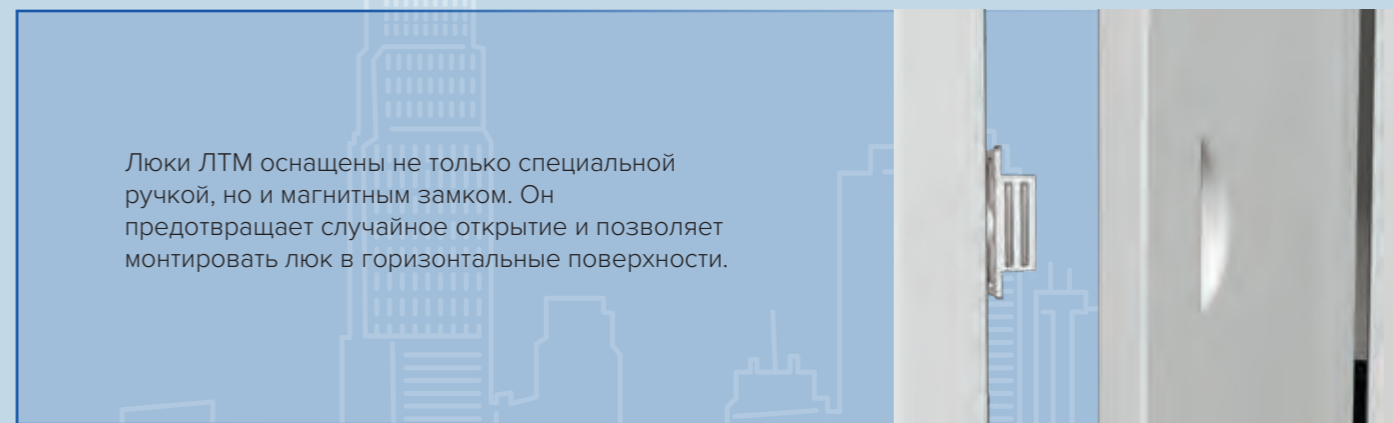 Люки ЛТМ оснащены не только специальной
ручкой, но и магнитным замком. Он
предотвращает случайное открытие и позволяет
монтировать люк в горизонтальные поверхности.